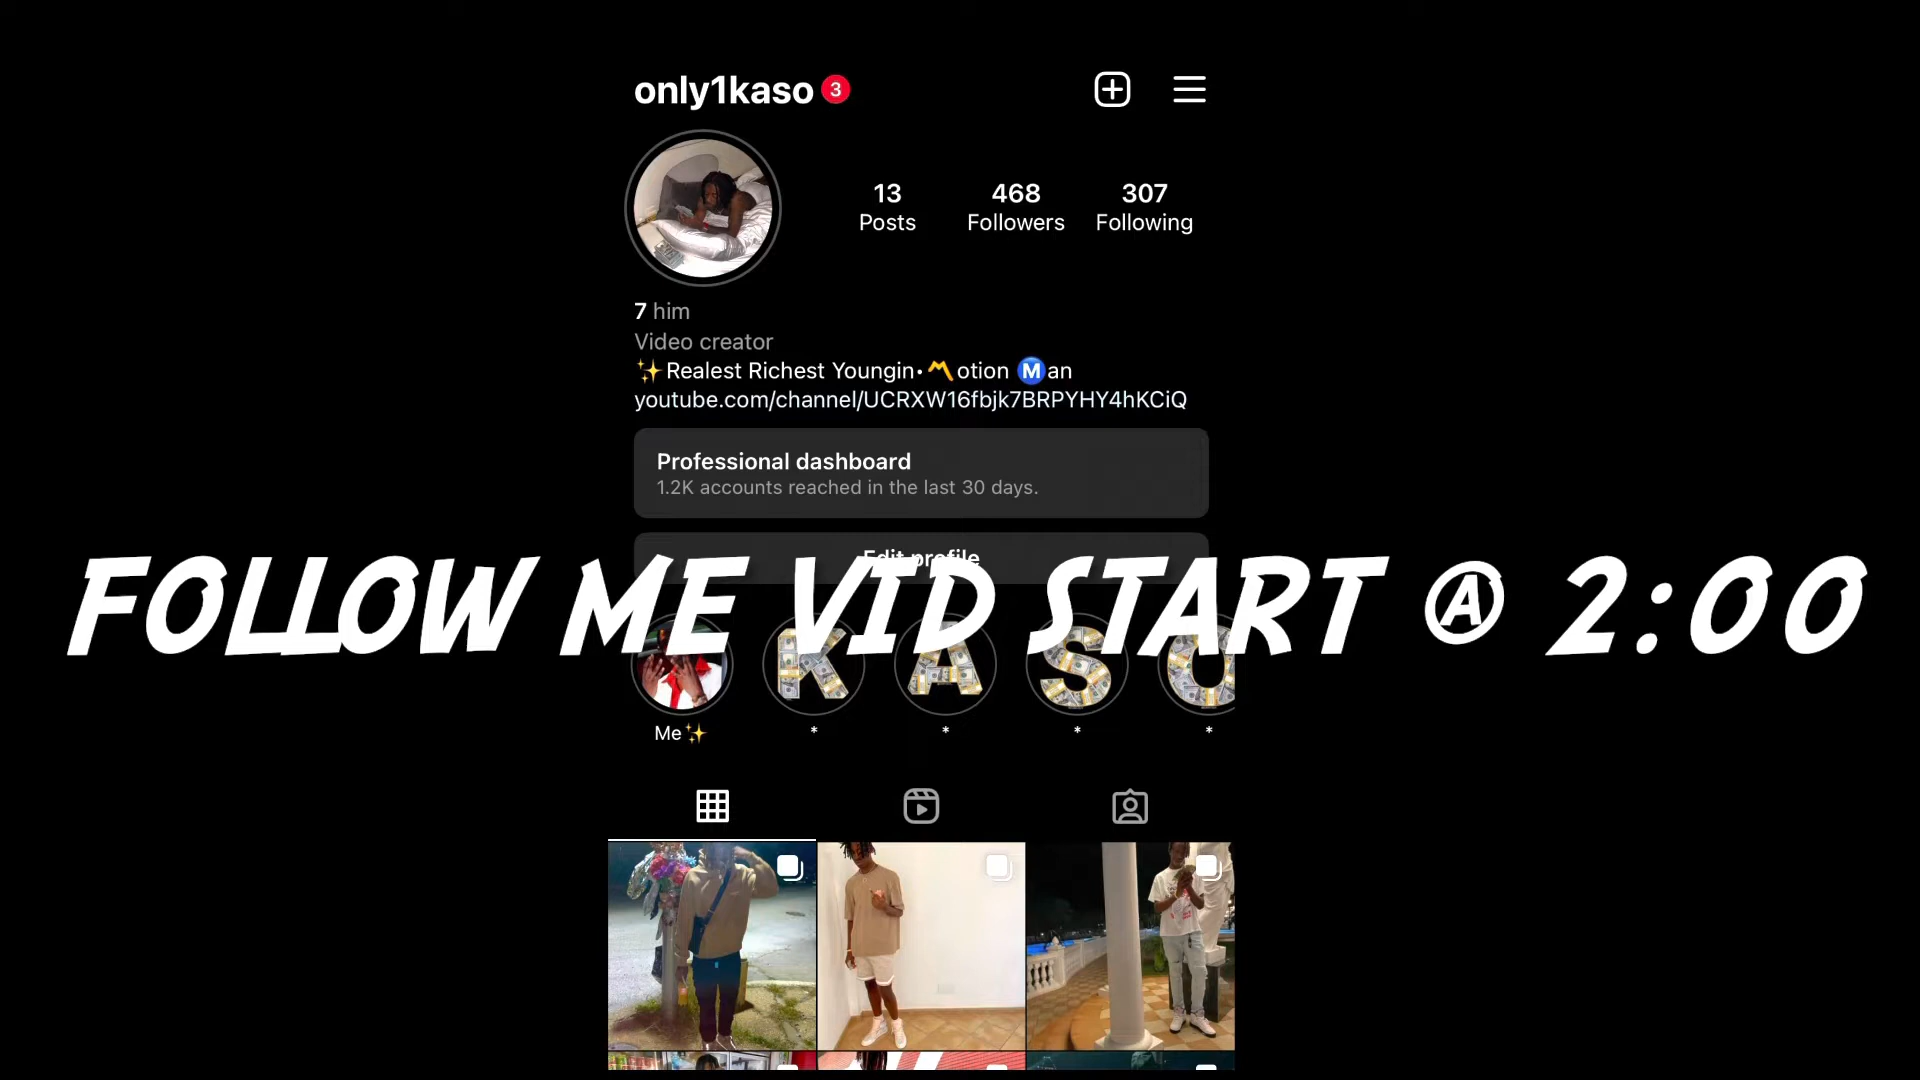 only1kaso 3
13 468 307
Posts Followers Following
7 him
Video creator
✨Realest Richest Youngin•〽️otion Ⓜ️an
youtube.com/channel/UCRXW16fbjk7BRPYHY4hKCiQ
Professional dashboard
1.2K accounts reached in the last 30 days.
Edit profile
FOLLOW ME VID START @ 2:00
K A S O
Me✨ * * * *